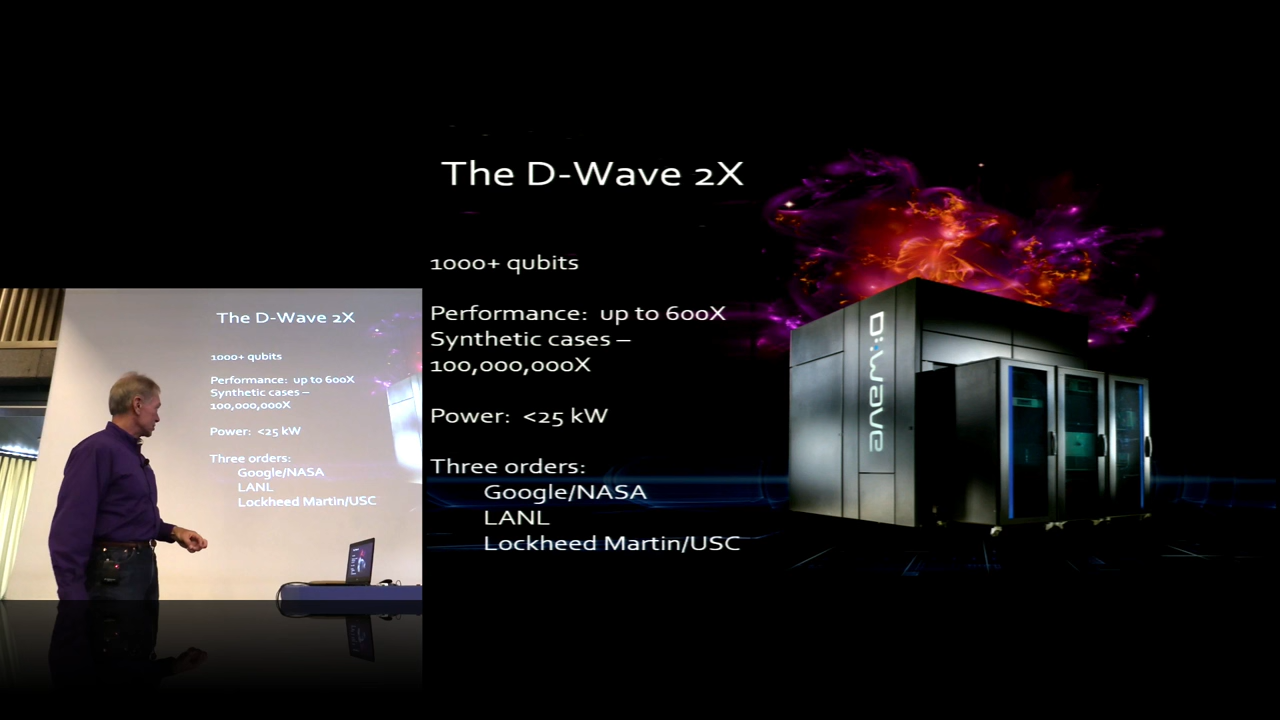 The D-Wave 2X
1000+ qubits
Performance: up to 600X
Synthetic cases –
100,000,000X
Power: <25 kW
Three orders:
Google/NASA
LANL
Lockheed Martin/USC
D:Wave
The D-Wave 2X
1000+ qubits
Performance: up to 600X
Synthetic cases –
100,000,000X
Power: <25 kW
Three orders:
Google/NASA
LANL
Lockheed Martin/USC